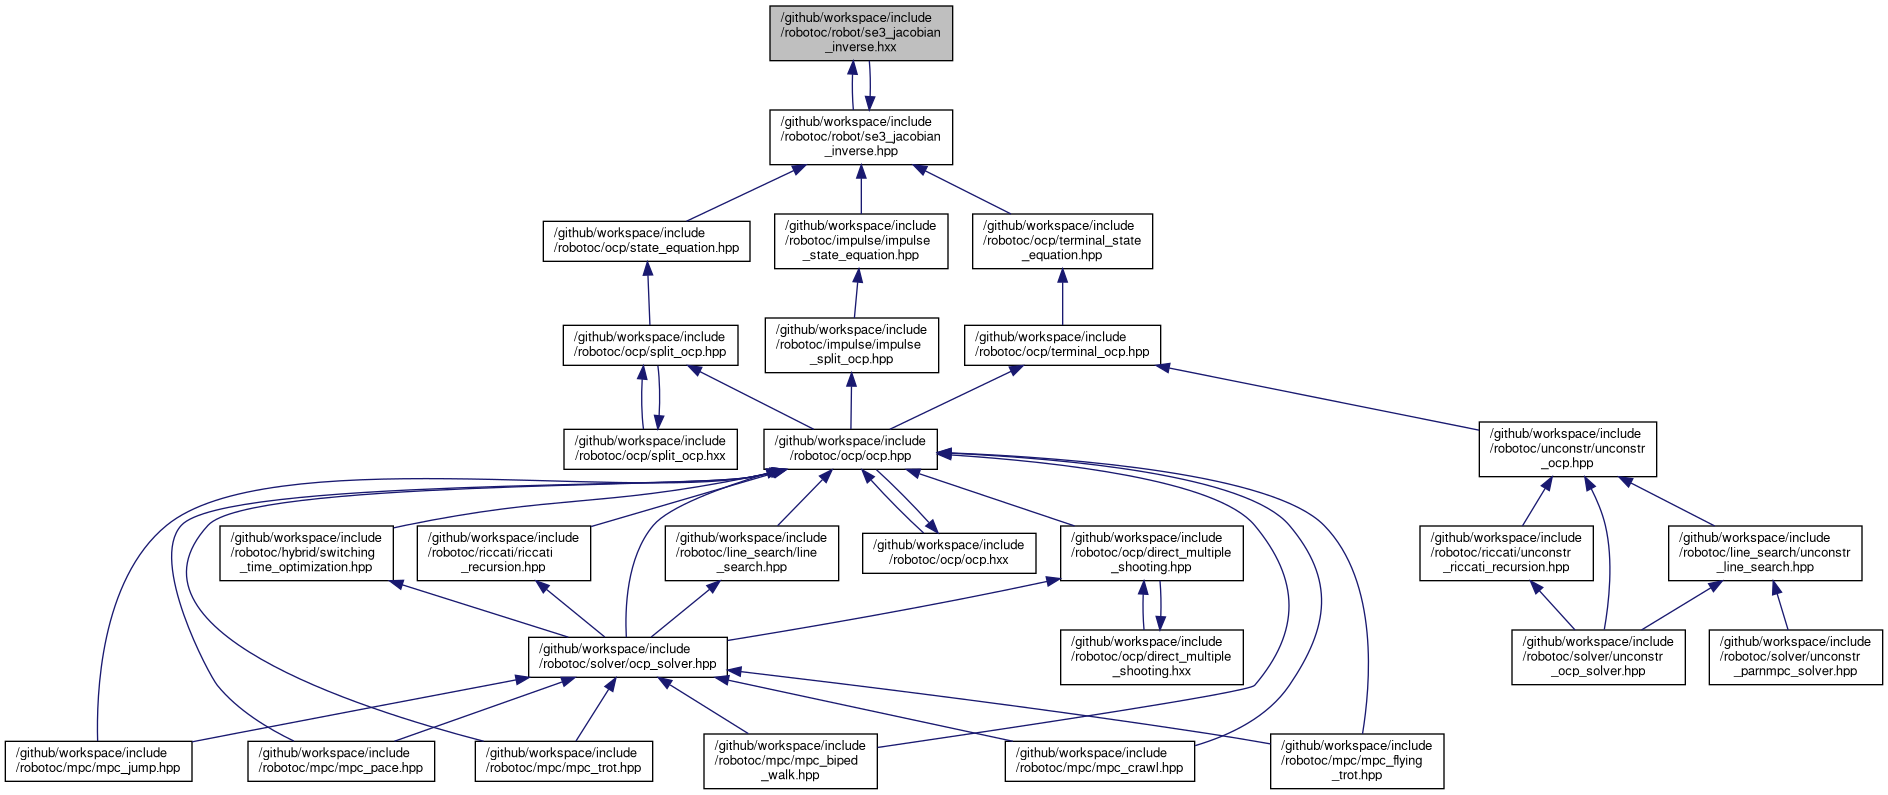 /github/workspace/include
/robotoc/robot/se3_jacobian
_inverse.hxx
/github/workspace/include
/robotoc/robot/se3_jacobian
_inverse.hpp
/github/workspace/include
/robotoc/ocp/state_equation.hpp
/github/workspace/include
/robotoc/impulse/impulse
_state_equation.hpp
/github/workspace/include
/robotoc/ocp/terminal_state
_equation.hpp
/github/workspace/include
/robotoc/ocp/split_ocp.hpp
/github/workspace/include
/robotoc/impulse/impulse
_split_ocp.hpp
/github/workspace/include
/robotoc/ocp/terminal_ocp.hpp
/github/workspace/include
/robotoc/ocp/split_ocp.hxx
/github/workspace/include
/robotoc/ocp/ocp.hpp
/github/workspace/include
/robotoc/unconstr/unconstr
_ocp.hpp
/github/workspace/include
/robotoc/hybrid/switching
_time_optimization.hpp
/github/workspace/include
/robotoc/riccati/riccati
_recursion.hpp
/github/workspace/include
/robotoc/line_search/line
_search.hpp
/github/workspace/include
/robotoc/ocp/ocp.hxx
/github/workspace/include
/robotoc/ocp/direct_multiple
_shooting.hpp
/github/workspace/include
/robotoc/riccati/unconstr
_riccati_recursion.hpp
/github/workspace/include
/robotoc/line_search/unconstr
_line_search.hpp
/github/workspace/include
/robotoc/solver/ocp_solver.hpp
/github/workspace/include
/robotoc/ocp/direct_multiple
_shooting.hxx
/github/workspace/include
/robotoc/solver/unconstr
_ocp_solver.hpp
/github/workspace/include
/robotoc/solver/unconstr
_parnmpc_solver.hpp
/github/workspace/include
/robotoc/mpc/mpc_jump.hpp
/github/workspace/include
/robotoc/mpc/mpc_pace.hpp
/github/workspace/include
/robotoc/mpc/mpc_trot.hpp
/github/workspace/include
/robotoc/mpc/mpc_biped
_walk.hpp
/github/workspace/include
/robotoc/mpc/mpc_crawl.hpp
/github/workspace/include
/robotoc/mpc/mpc_flying
_trot.hpp